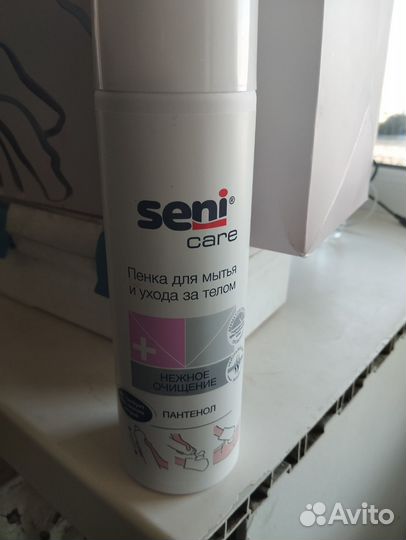 seni®
care
Пенка для мытья
и ухода за телом
НЕЖНОЕ
ОЧИЩЕНИЕ
ПАНТЕНОЛ
Avito